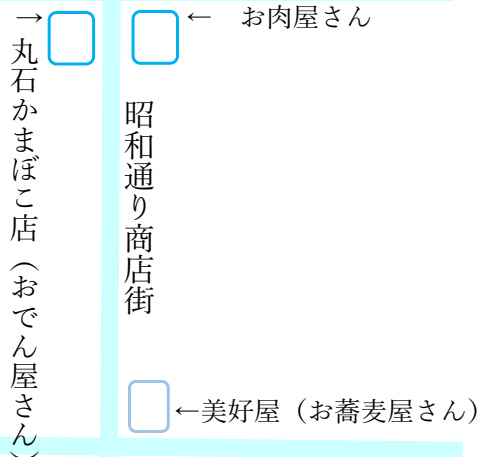 ← お肉屋さん
→丸石かまぼこ店（おでん屋さん）
昭和通り商店街
←美好屋（お蕎麦屋さん）